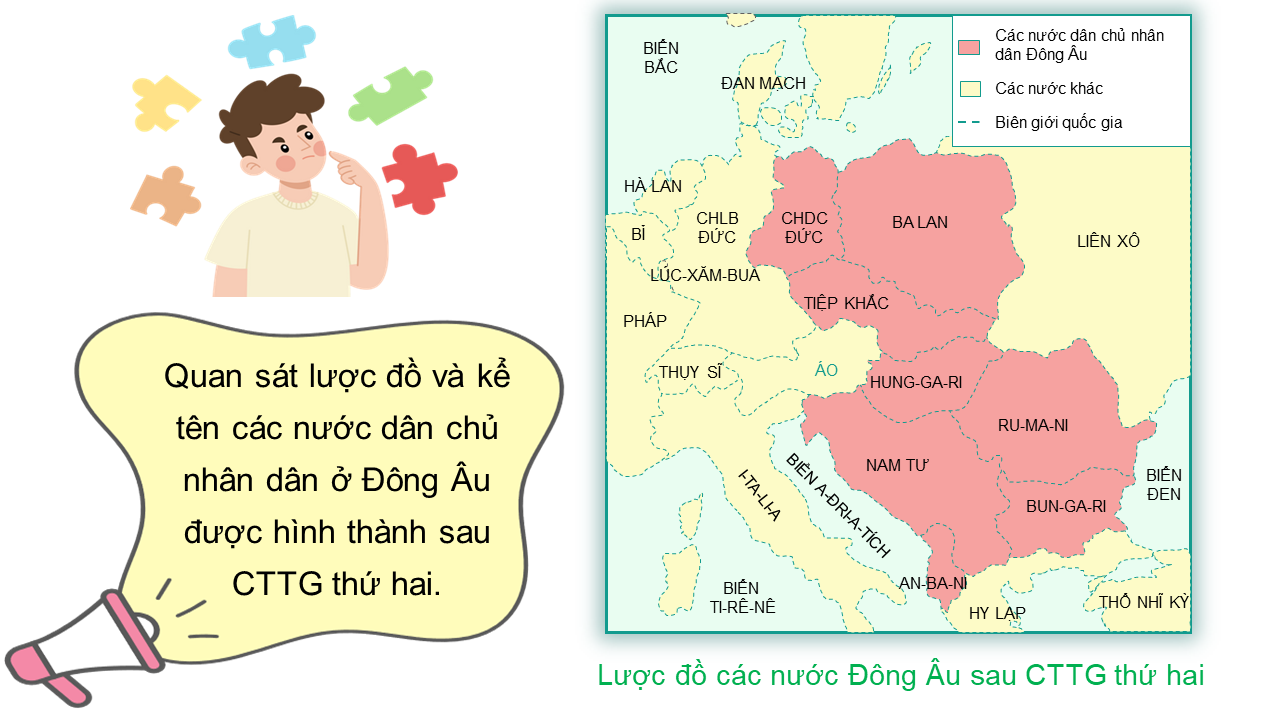 Quan sát lược đồ và kể
tên các nước dân chủ
nhân dân ở Đông Âu
được hình thành sau
CTTG thứ hai.
BIỂN
BẮC
ĐAN MẠCH
Các nước dân chủ nhân
dân Đông Âu
Các nước khác
Biên giới quốc gia
HÀ LAN
BỈ
CHLB
ĐỨC
CHDC
ĐỨC
BA LAN
LIÊN XÔ
LÚC-XĂM-BUA
TIỆP KHẮC
PHÁP
THỤY SĨ
ÁO
HUNG-GA-RI
RU-MA-NI
NAM TƯ
I-TA-LI-A
BIỂN A-ĐRI-A-TÍCH
BIỂN
ĐEN
BUN-GA-RI
AN-BA-NI
BIỂN
TI-RÊ-NÊ
HY LẠP
THỔ NHĨ KỲ
Lược đồ các nước Đông Âu sau CTTG thứ hai